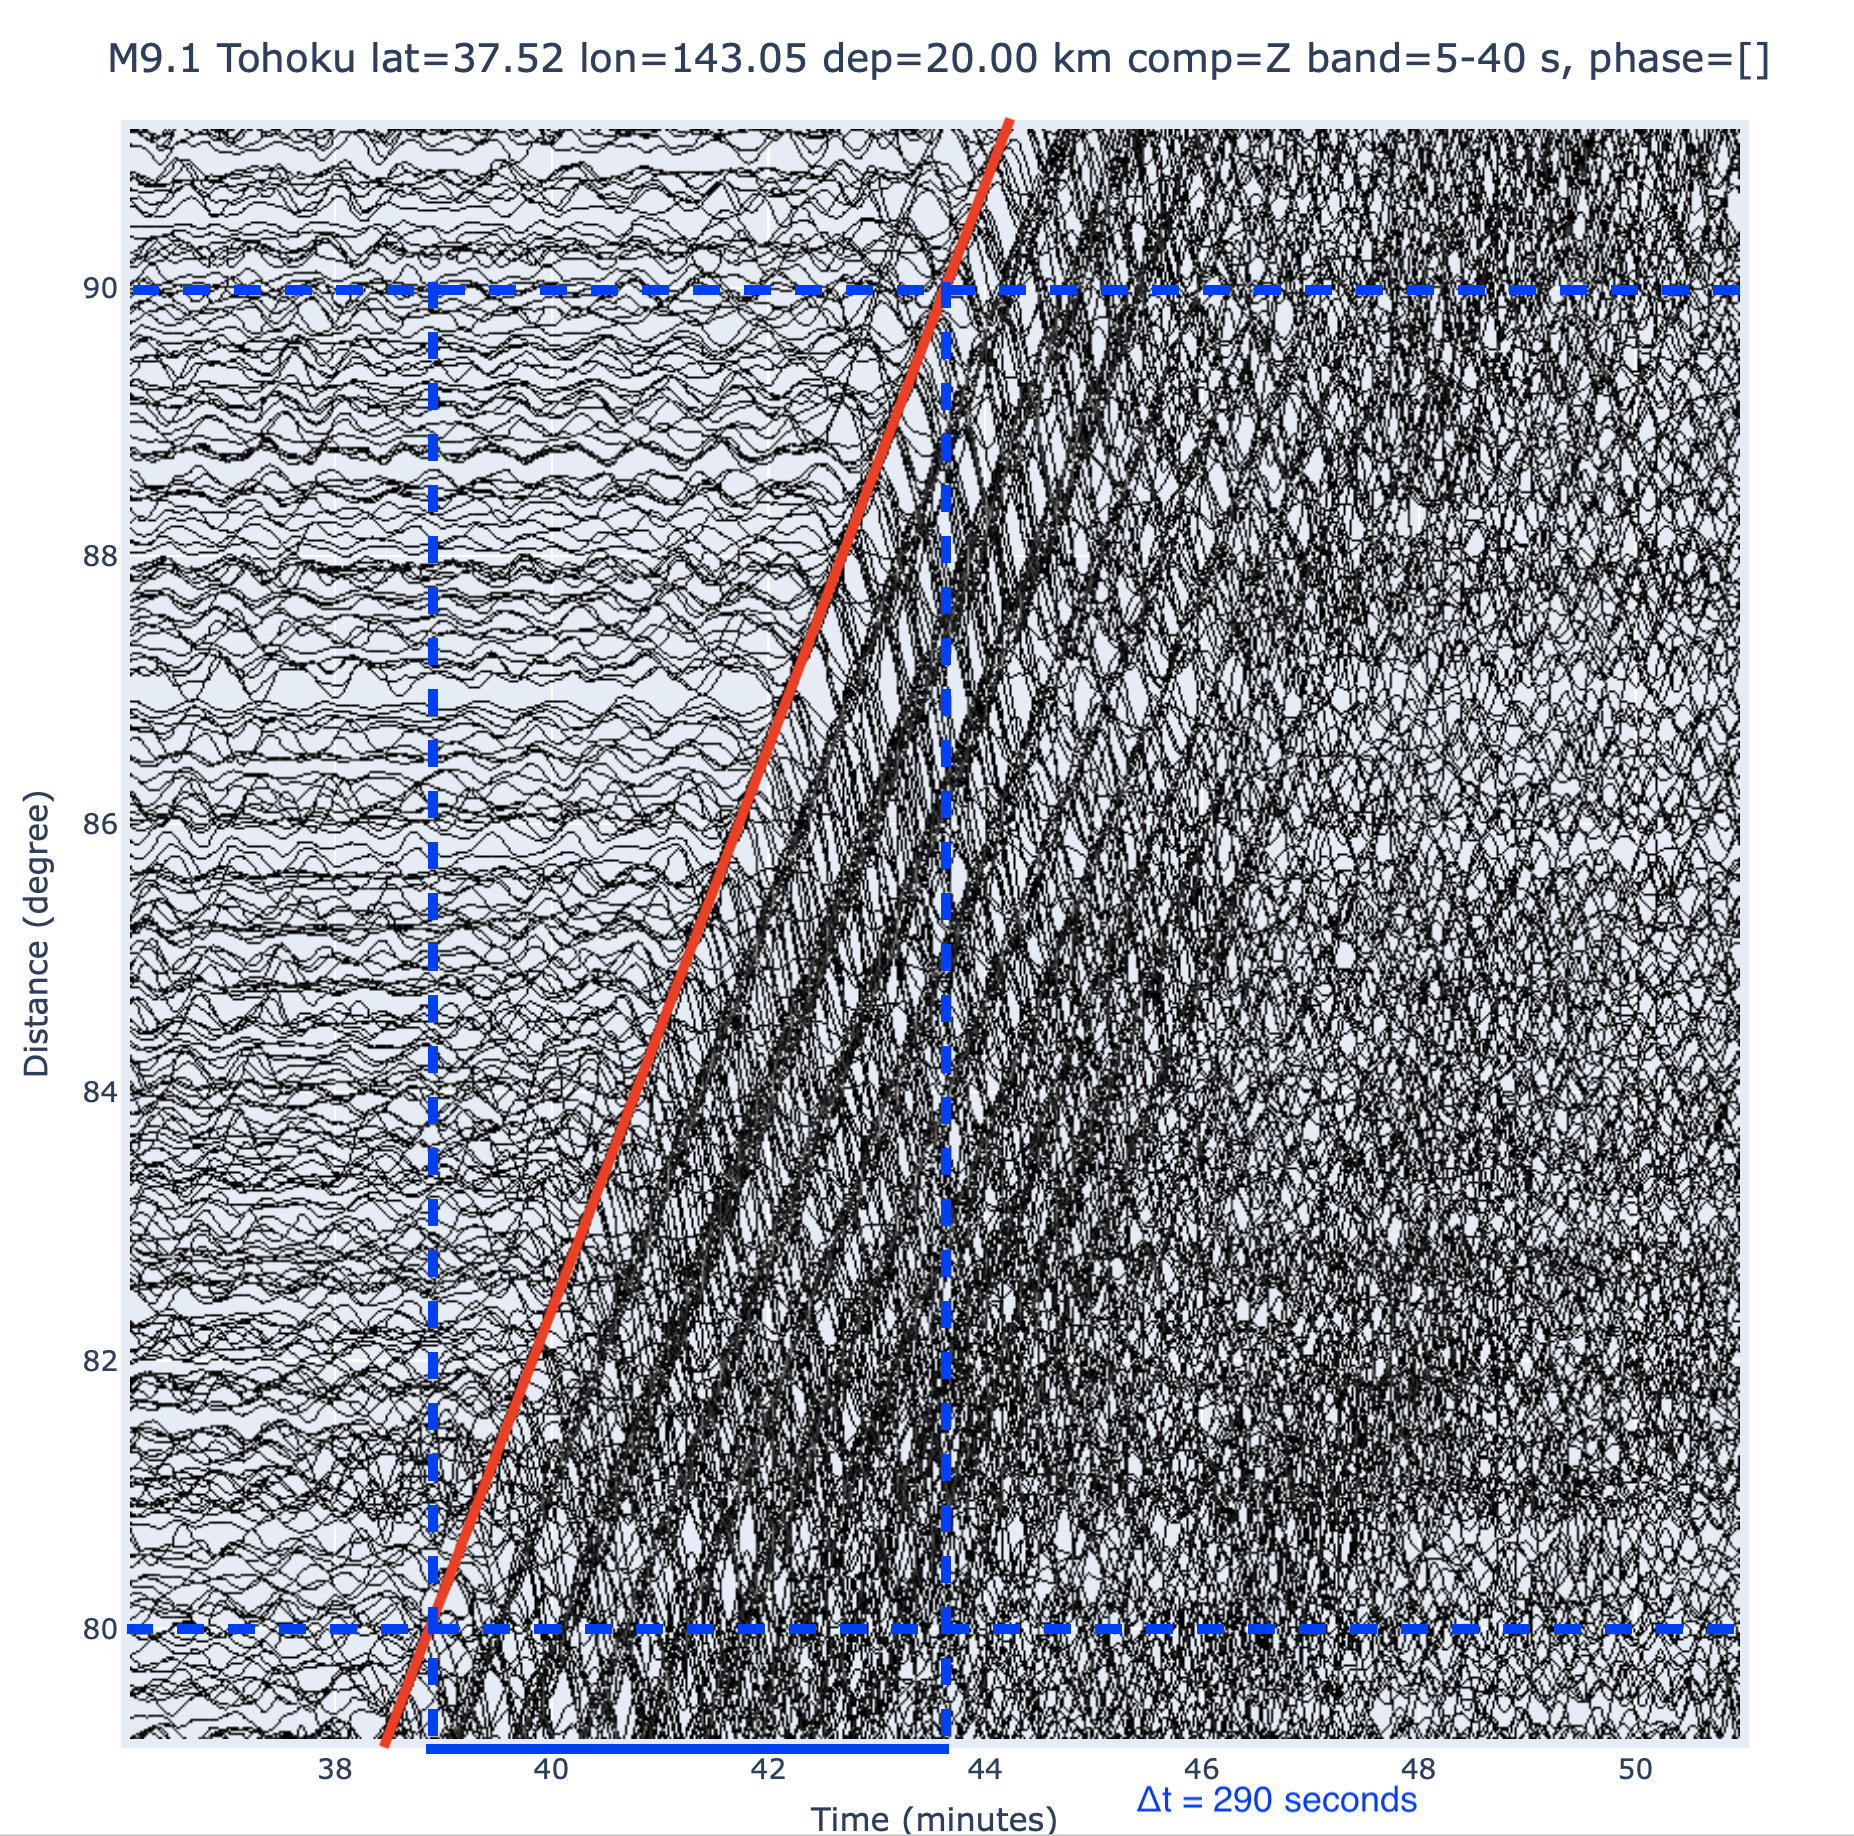 M9.1 Tohoku lat=37.52 lon=143.05 dep=20.00 km comp=Z band=5-40 s, phase=[]
90
88
86
84
82
80
Distance (degree)
38 40 42 44 46 48 50
Δt = 290 seconds
Time (minutes)